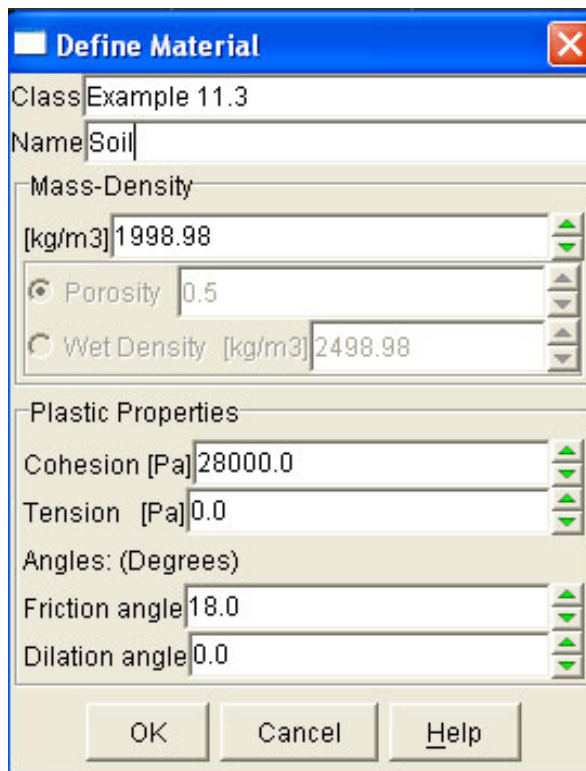 Define Material
Class Example 11.3
Name Soil
Mass-Density
[kg/m3] 1998.98
Porosity 0.5
Wet Density [kg/m3] 2498.98
Plastic Properties
Cohesion [Pa] 28000.0
Tension [Pa] 0.0
Angles: (Degrees)
Friction angle 18.0
Dilation angle 0.0
OK Cancel Help